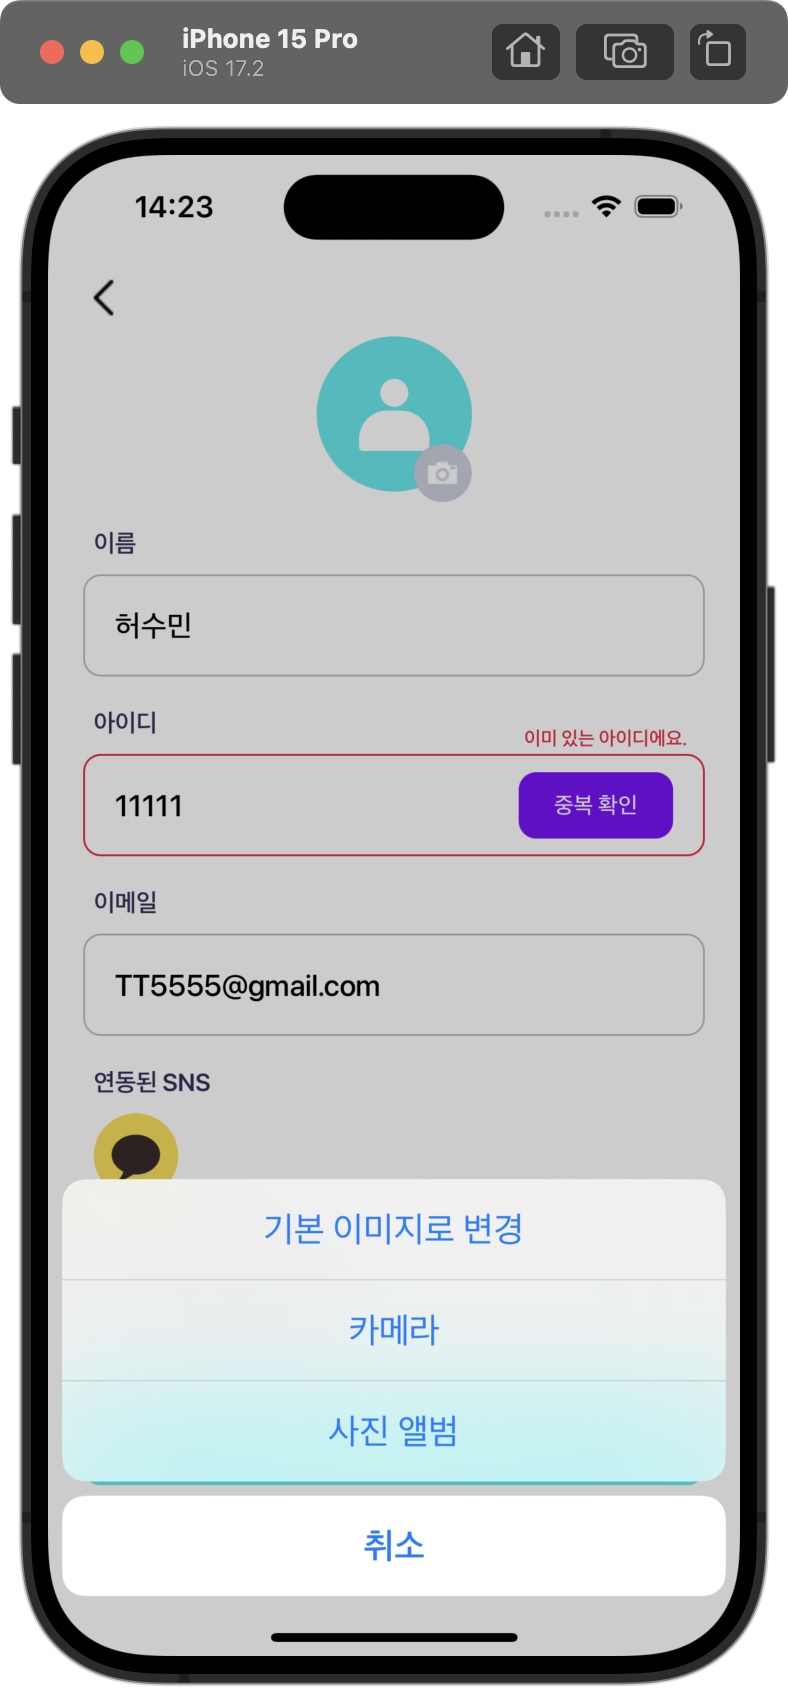 iPhone 15 Pro
iOS 17.2
14:23
이름
허수민
아이디
이미 있는 아이디에요.
11111
중복 확인
이메일
TT5555@gmail.com
연동된 SNS
기본 이미지로 변경
카메라
사진 앨범
취소